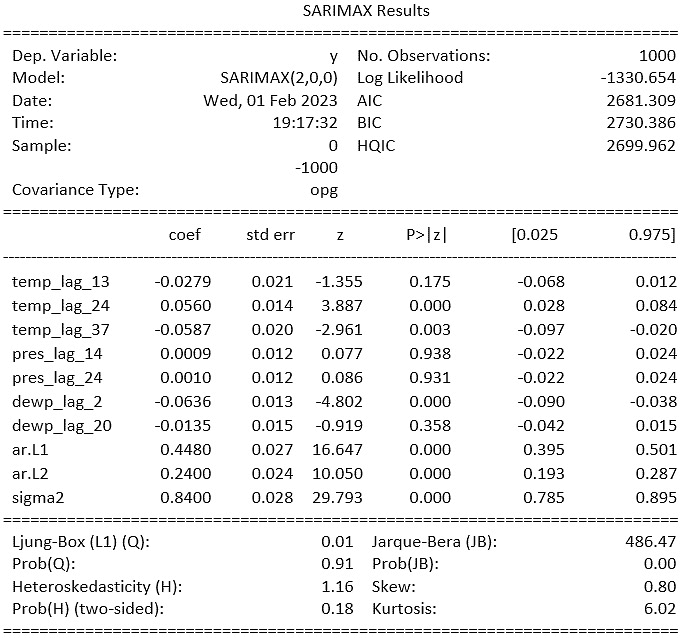 SARIMAX Results
==============================================================================
Dep. Variable: y No. Observations: 1000
Model: SARIMAX(2,0,0) Log Likelihood -1330.654
Date: Wed, 01 Feb 2023 AIC 2681.309
Time: 19:17:32 BIC 2730.386
Sample: 0 HQIC 2699.962
-1000
Covariance Type: opg
==============================================================================
coef std err z P>|z| [0.025 0.975]
------------------------------------------------------------------------------
temp_lag_13 -0.0279 0.021 -1.355 0.175 -0.068 0.012
temp_lag_24 0.0560 0.014 3.887 0.000 0.028 0.084
temp_lag_37 -0.0587 0.020 -2.961 0.003 -0.097 -0.020
pres_lag_14 0.0009 0.012 0.077 0.938 -0.022 0.024
pres_lag_24 0.0010 0.012 0.086 0.931 -0.022 0.024
dewp_lag_2 -0.0636 0.013 -4.802 0.000 -0.090 -0.038
dewp_lag_20 -0.0135 0.015 -0.919 0.358 -0.042 0.015
ar.L1 0.4480 0.027 16.647 0.000 0.395 0.501
ar.L2 0.2400 0.024 10.050 0.000 0.193 0.287
sigma2 0.8400 0.028 29.793 0.000 0.785 0.895
==============================================================================
Ljung-Box (L1) (Q): 0.01 Jarque-Bera (JB): 486.47
Prob(Q): 0.91 Prob(JB): 0.00
Heteroskedasticity (H): 1.16 Skew: 0.80
Prob(H) (two-sided): 0.18 Kurtosis: 6.02
==============================================================================